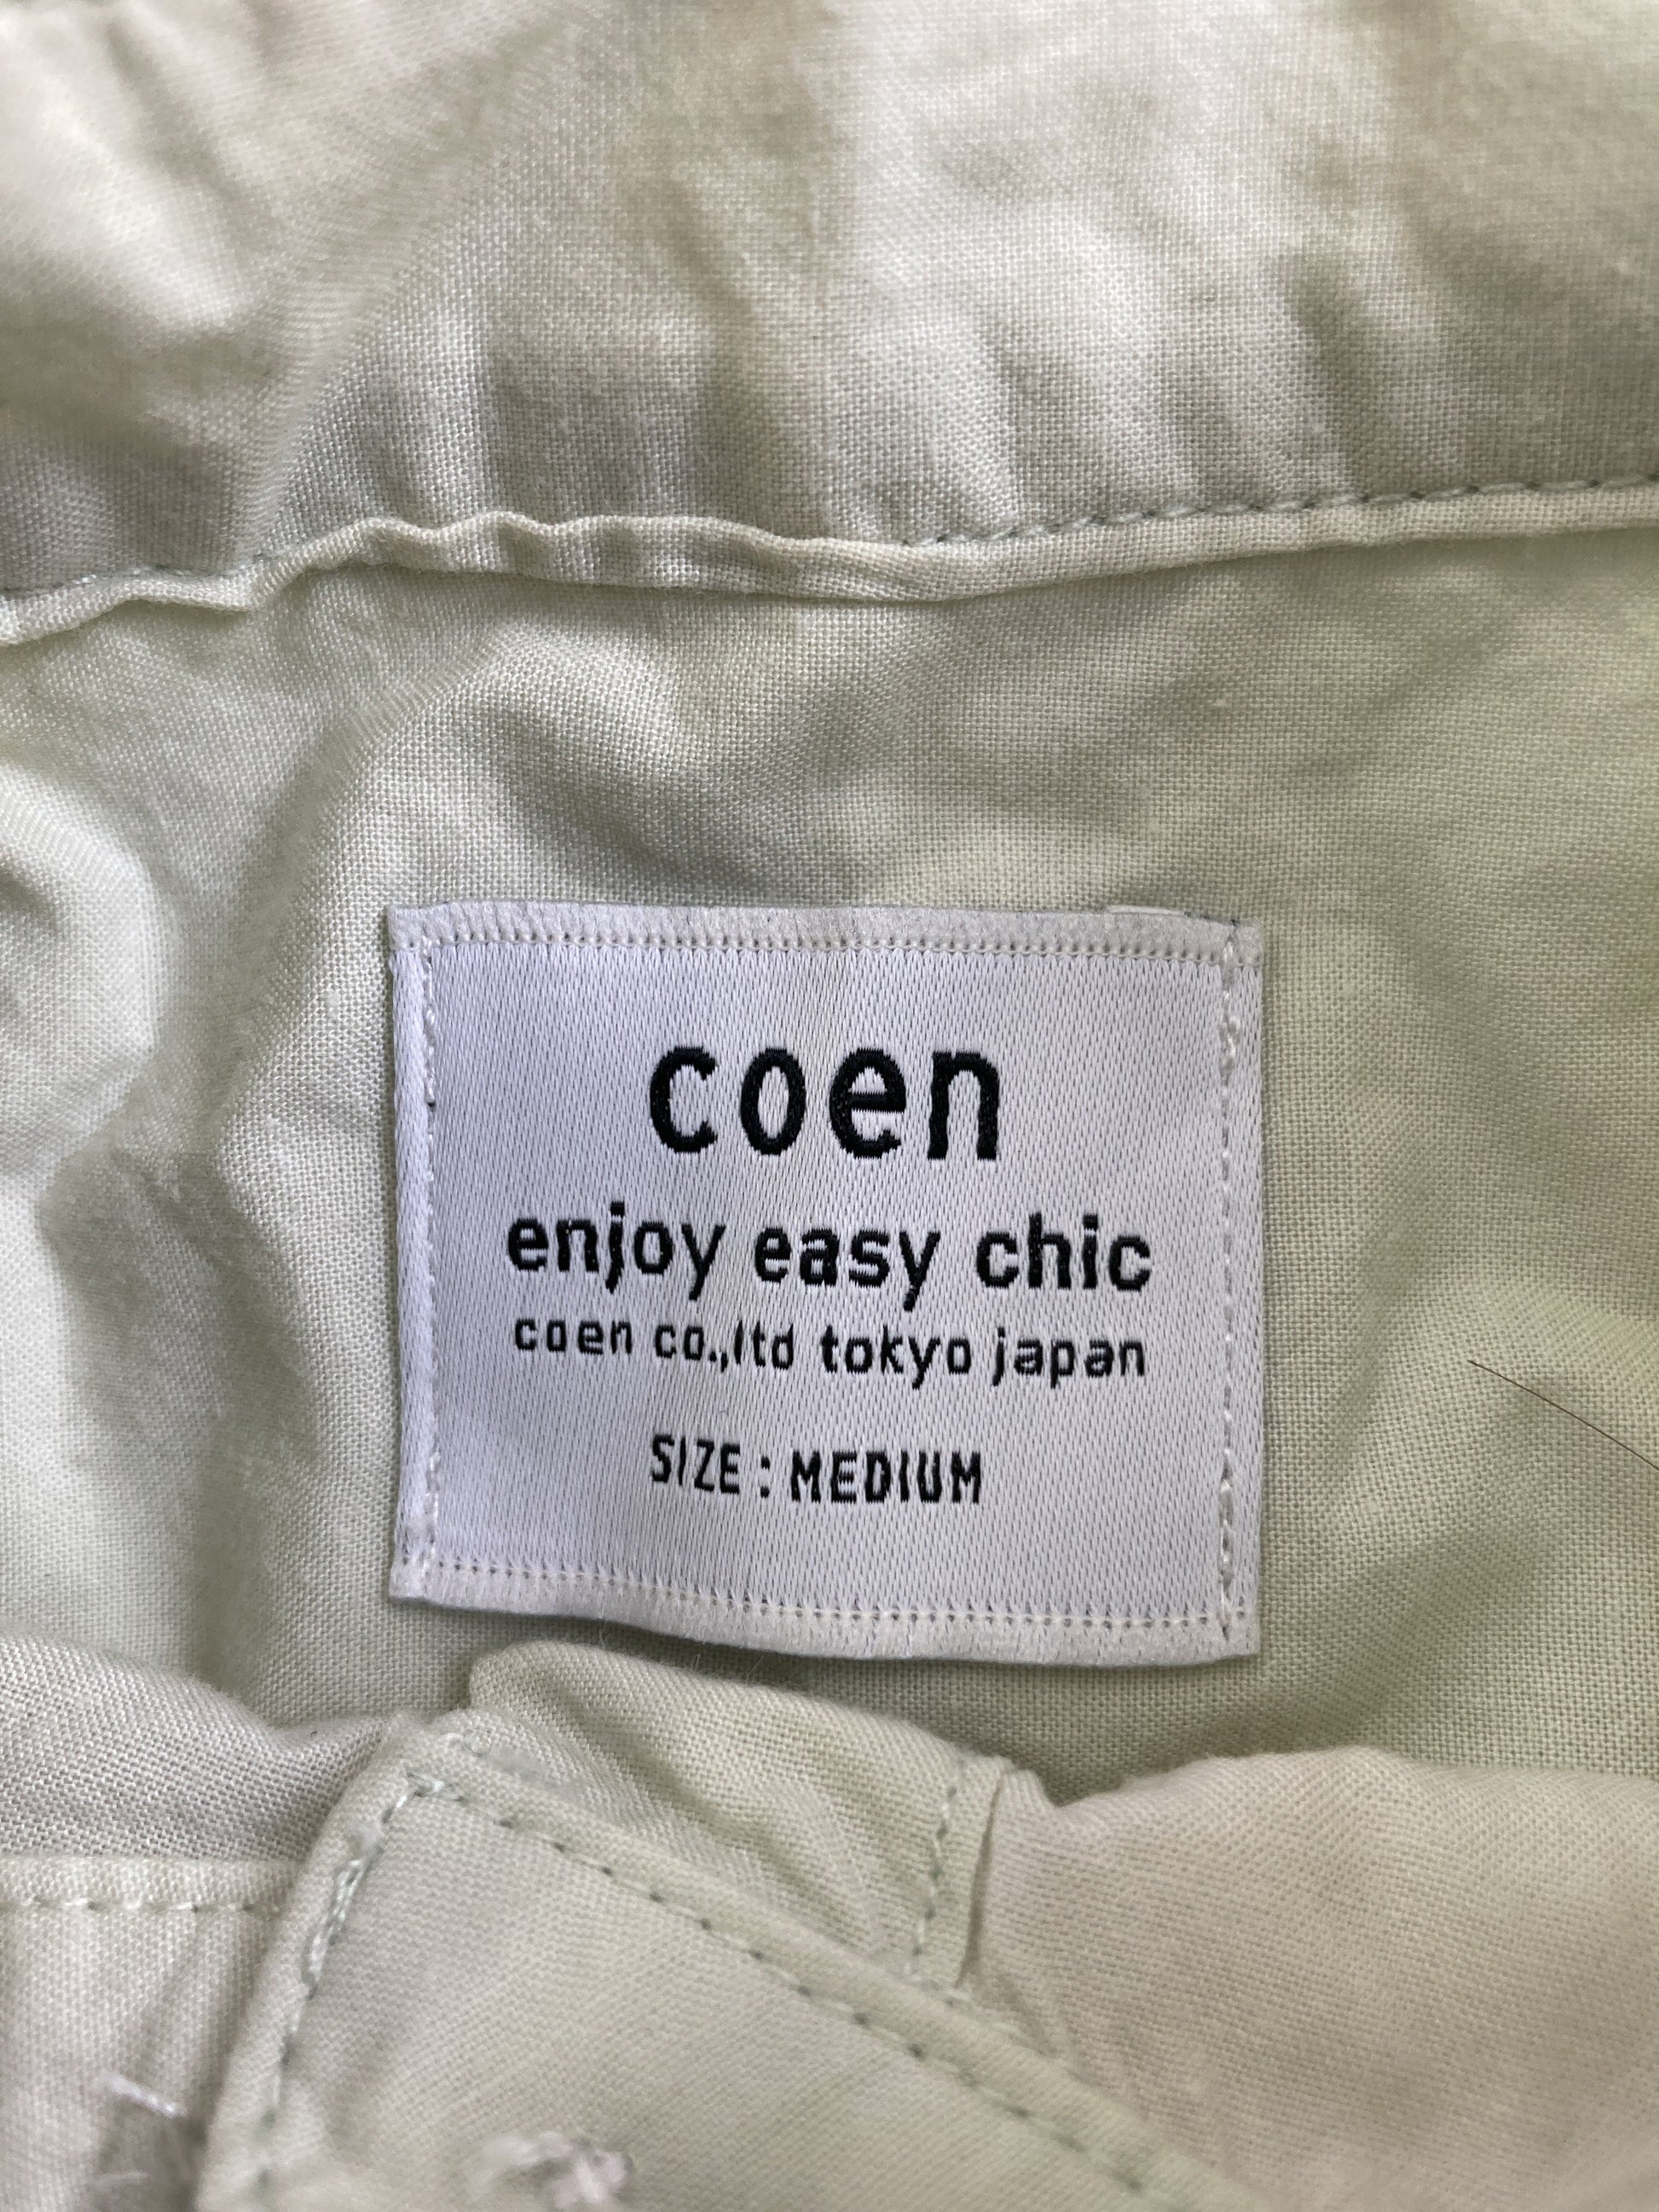 coen
enjoy easy chic
coen co.,ltd tokyo japan
SIZE : MEDIUM